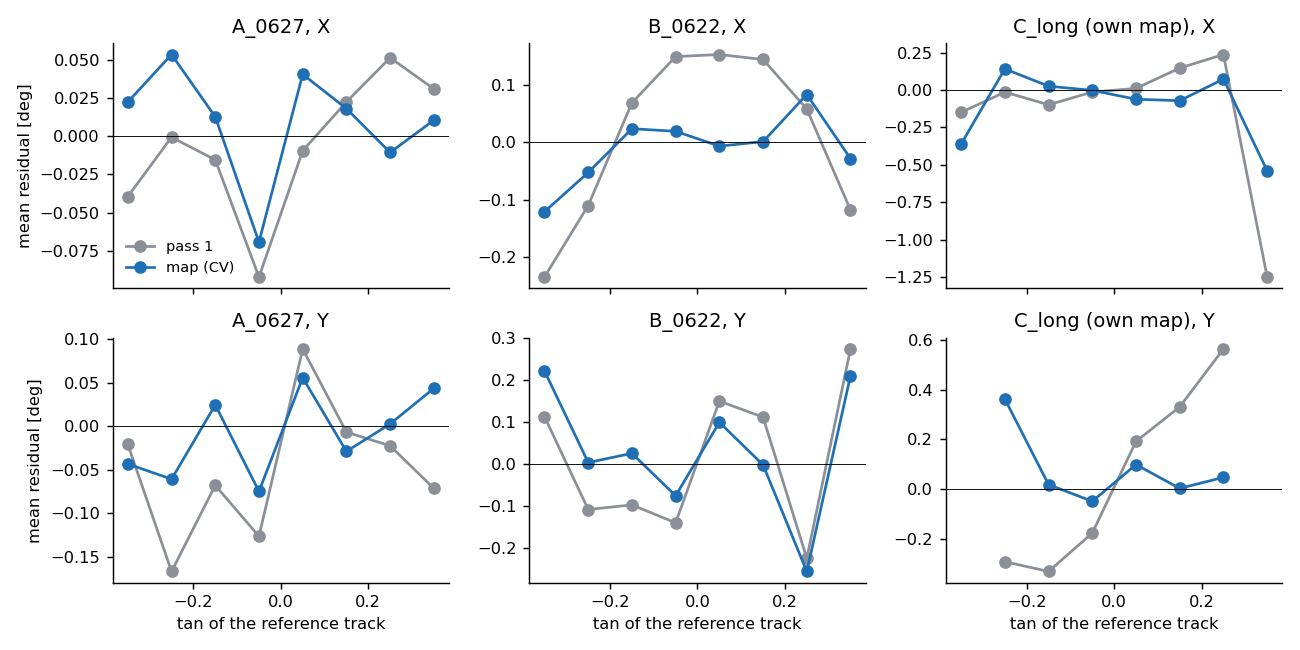 A_0627, X
B_0622, X
C_long (own map), X
mean residual [deg]
0.050
0.025
0.000
−0.025
−0.050
−0.075
pass 1
map (CV)
0.1
0.0
−0.1
−0.2
0.25
0.00
−0.25
−0.50
−0.75
−1.00
−1.25
A_0627, Y
B_0622, Y
C_long (own map), Y
mean residual [deg]
0.10
0.05
0.00
−0.05
−0.10
−0.15
0.3
0.2
0.1
0.0
−0.1
−0.2
0.6
0.4
0.2
0.0
−0.2
−0.2 0.0 0.2
−0.2 0.0 0.2
−0.2 0.0 0.2
tan of the reference track
tan of the reference track
tan of the reference track